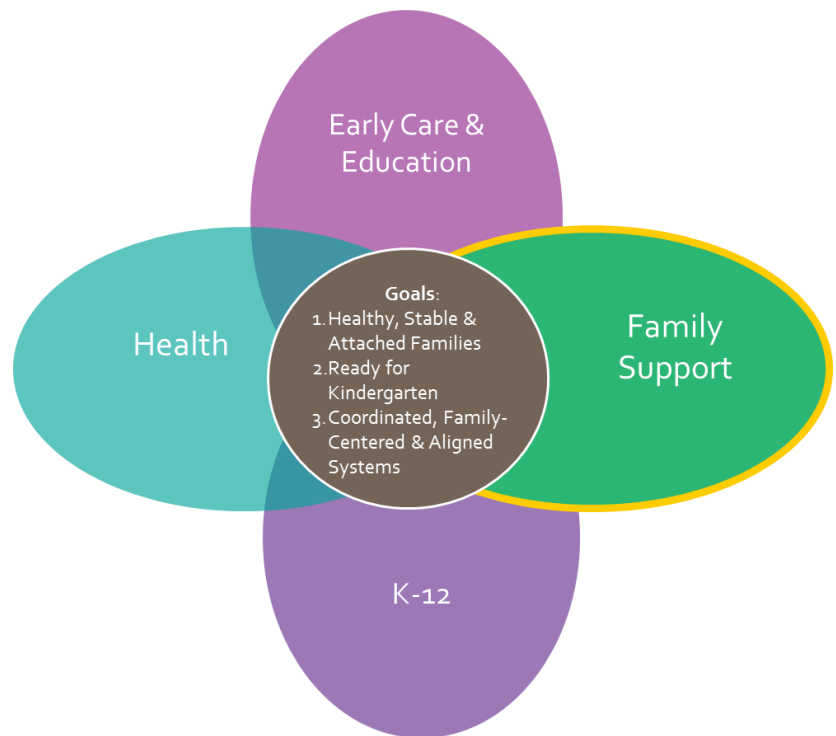 Early Care &
Education
Health
Goals:
1.Healthy, Stable &
Attached Families
2.Ready for
Kindergarten
3.Coordinated, Family-
Centered & Aligned
Systems
Family
Support
K-12